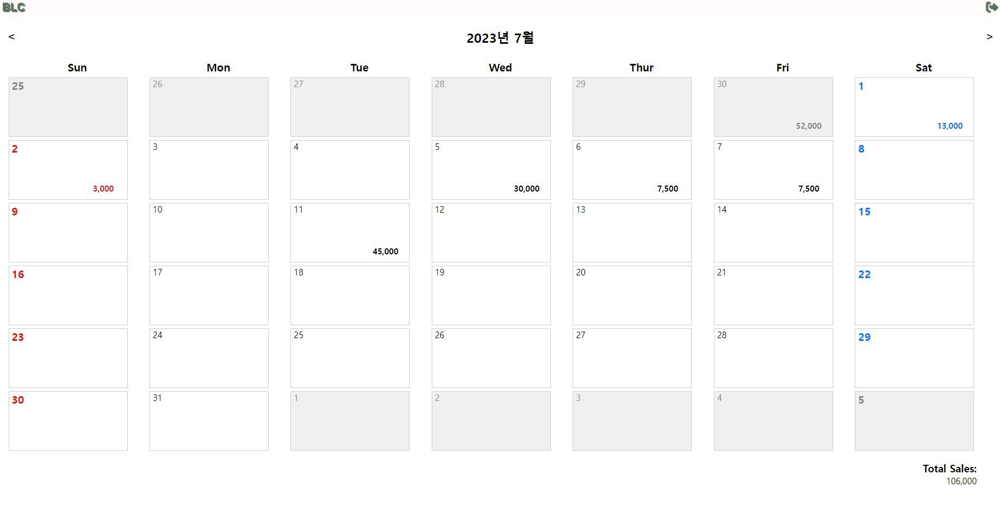 BLC
< 2023년 7월 >
Sun Mon Tue Wed Thur Fri Sat
25 26 27 28 29 30 1
52,000 13,000
2 3 4 5 6 7 8
3,000 30,000 7,500 7,500
9 10 11 12 13 14 15
45,000
16 17 18 19 20 21 22
23 24 25 26 27 28 29
30 31 1 2 3 4 5
Total Sales:
106,000